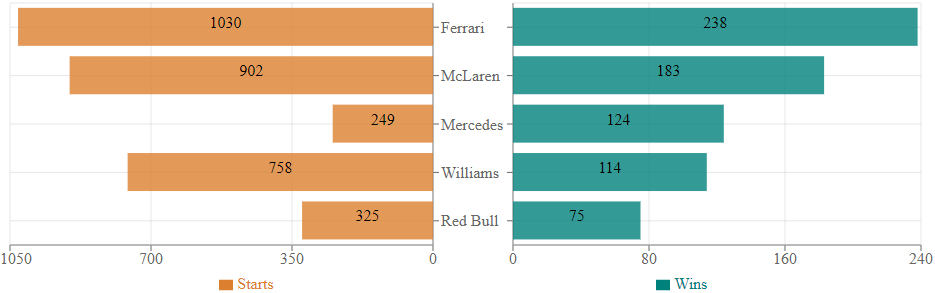 1030 Ferrari 238
902 McLaren 183
249 Mercedes 124
758 Williams 114
325 Red Bull 75
1050 700 350 0 0 80 160 240
Starts Wins